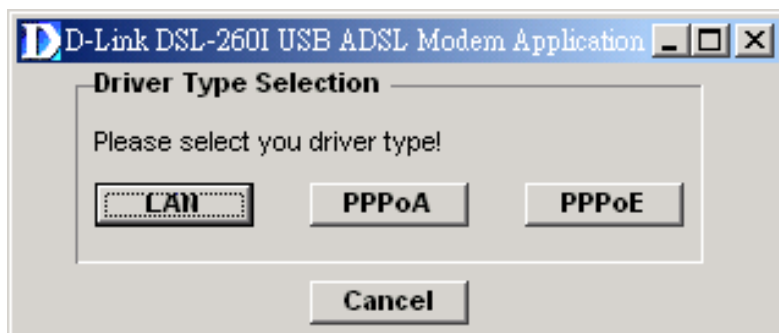 D-Link DSL-260I USB ADSL Modem Application
Driver Type Selection
Please select you driver type!
LAN PPPoA PPPoE
Cancel